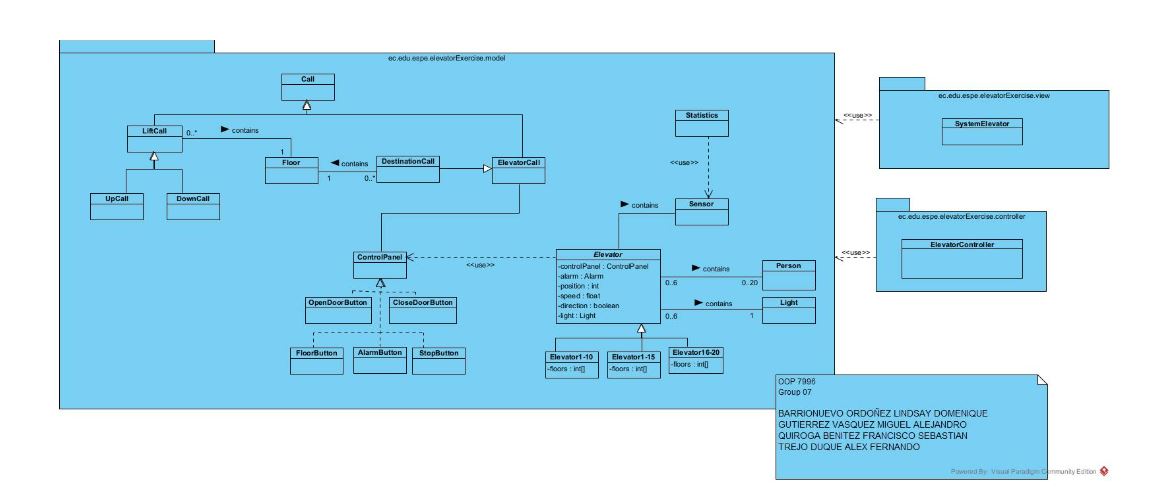 ec.edu.espe.elevatorExercise.model
Call
LiftCall
0..*
contains
1
Floor
contains
1
0..*
DestinationCall
ElevatorCall
UpCall
DownCall
Statistics
<<use>>
contains
Sensor
ControlPanel
<<use>>
Elevator
-controlPanel : ControlPanel
-alarm : Alarm
-position : int
-speed : float
-direction : boolean
-light : Light
contains
0..6
0..20
Person
contains
0..6
1
Light
OpenDoorButton
CloseDoorButton
FloorButton
AlarmButton
StopButton
Elevator1-10
-floors : int[]
Elevator1-15
-floors : int[]
Elevator16-20
-floors : int[]
<<use>>
ec.edu.espe.elevatorExercise.view
SystemElevator
<<use>>
ec.edu.espe.elevatorExercise.controller
ElevatorController
OOP 7996
Group 07
BARRIONUEVO ORDOÑEZ LINDSAY DOMENIQUE
GUTIERREZ VASQUEZ MIGUEL ALEJANDRO
QUIROGA BENITEZ FRANCISCO SEBASTIAN
TREJO DUQUE ALEX FERNANDO
Powered By: Visual Paradigm Community Edition